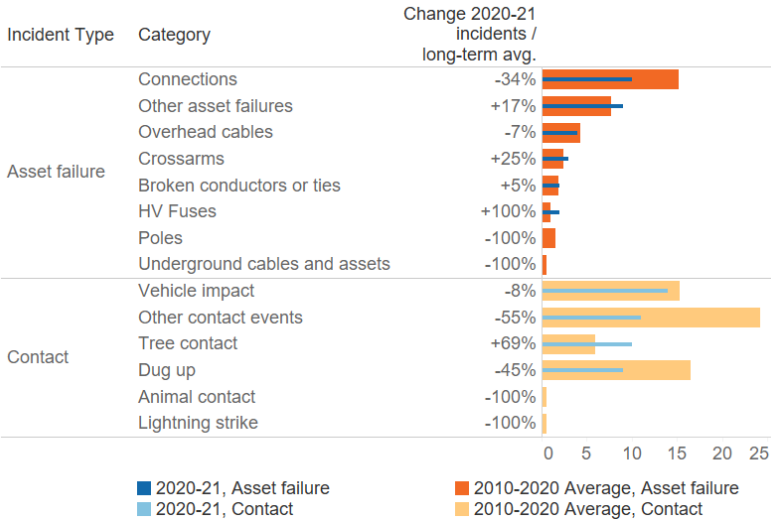 Incident Type Category Change 2020-21
incidents /
long-term avg.
Asset failure
Connections -34%
Other asset failures +17%
Overhead cables -7%
Crossarms +25%
Broken conductors or ties +5%
HV Fuses +100%
Poles -100%
Underground cables and assets -100%
Contact
Vehicle impact -8%
Other contact events -55%
Tree contact +69%
Dug up -45%
Animal contact -100%
Lightning strike -100%
0 5 10 15 20 25
2020-21, Asset failure 2010-2020 Average, Asset failure
2020-21, Contact 2010-2020 Average, Contact